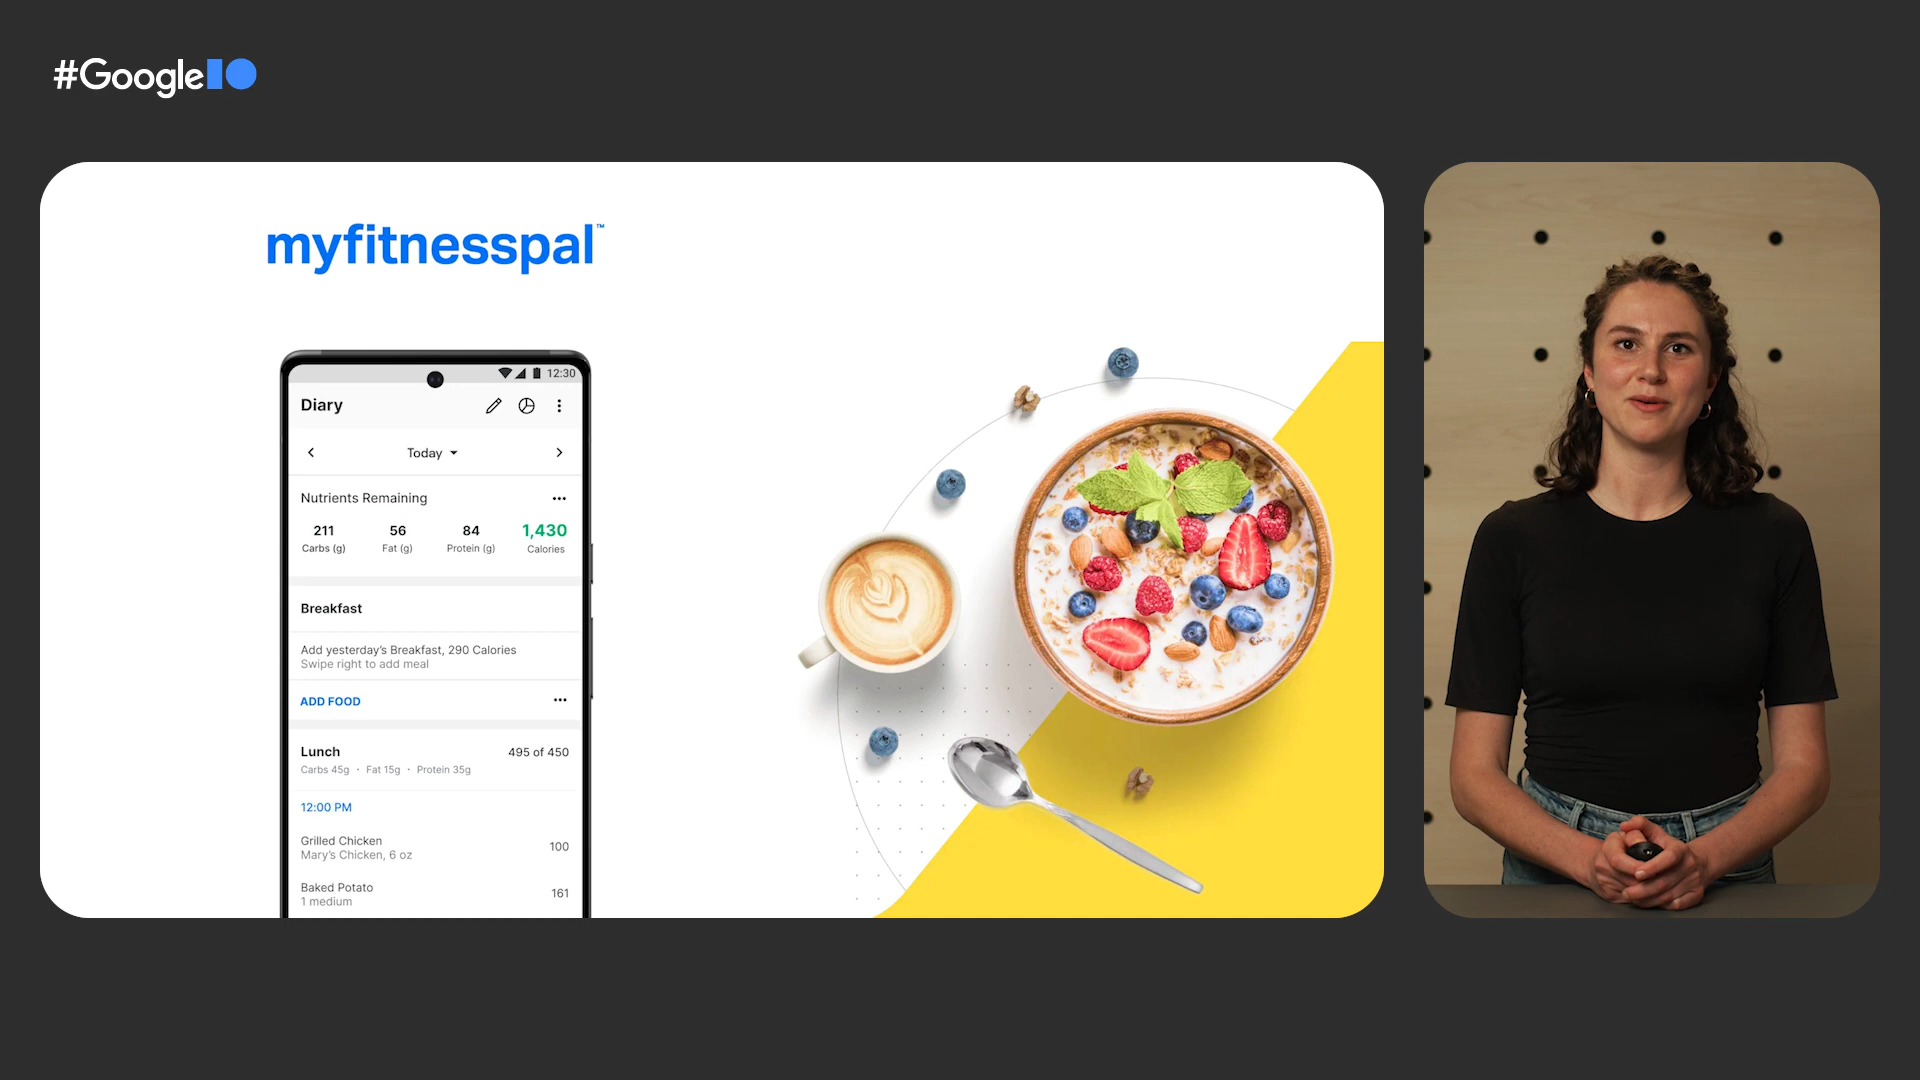 #GoogleIO
myfitnesspal™
12:30
Diary
Today
Nutrients Remaining
211 56 84 1,430
Carbs (g) Fat (g) Protein (g) Calories
Breakfast
Add yesterday's Breakfast, 290 Calories
Swipe right to add meal
ADD FOOD
Lunch 495 of 450
Carbs 45g · Fat 15g · Protein 35g
12:00 PM
Grilled Chicken 100
Mary's Chicken, 6 oz
Baked Potato 161
1 medium